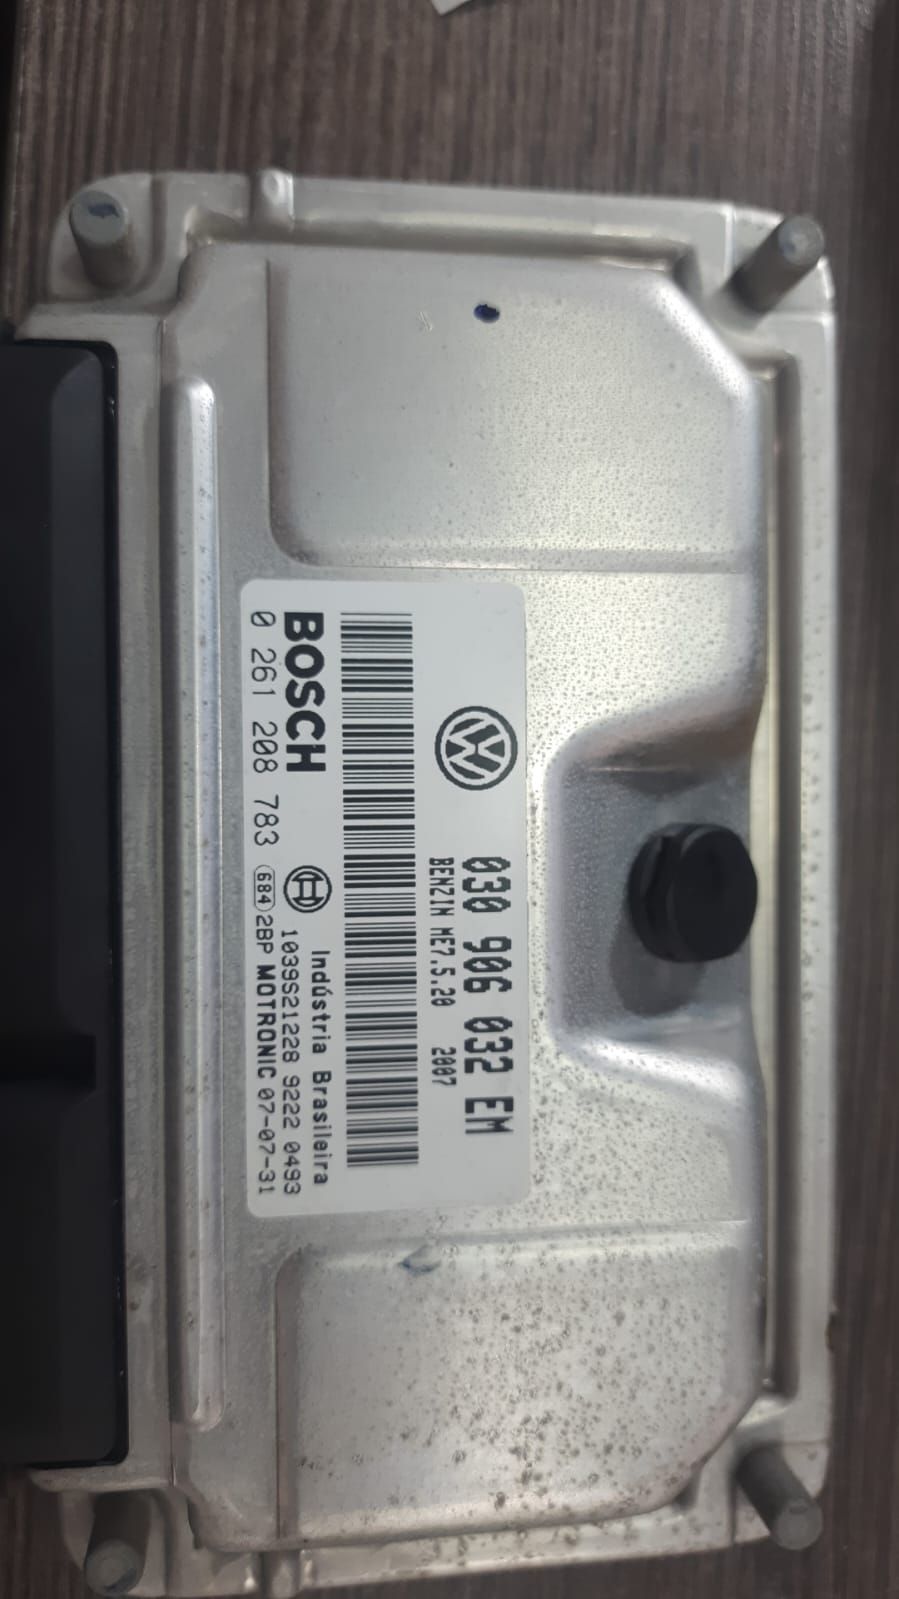 030 906 032 EM
BENZIN ME7.5.20 2007
BOSCH
Indústria Brasileira
1039S21228 9222 0493
0 261 208 783
684 2BP MOTRONIC 07-07-31